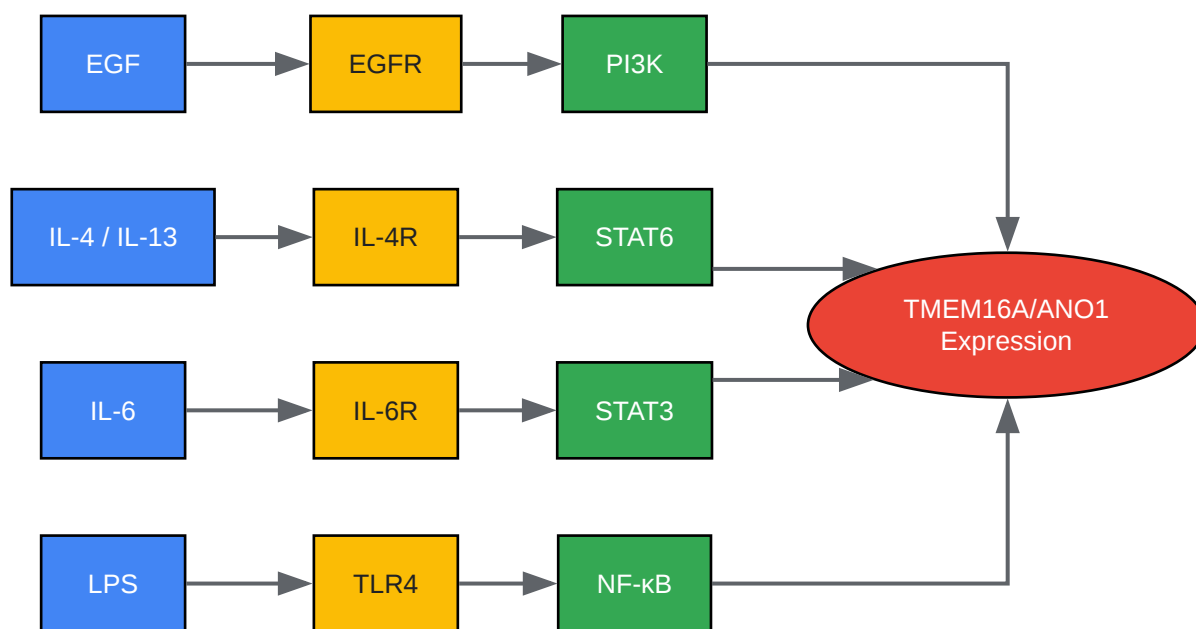 EGF
EGFR
PI3K
IL-4 / IL-13
IL-4R
STAT6
TMEM16A/ANO1
Expression
IL-6
IL-6R
STAT3
LPS
TLR4
NF-κB